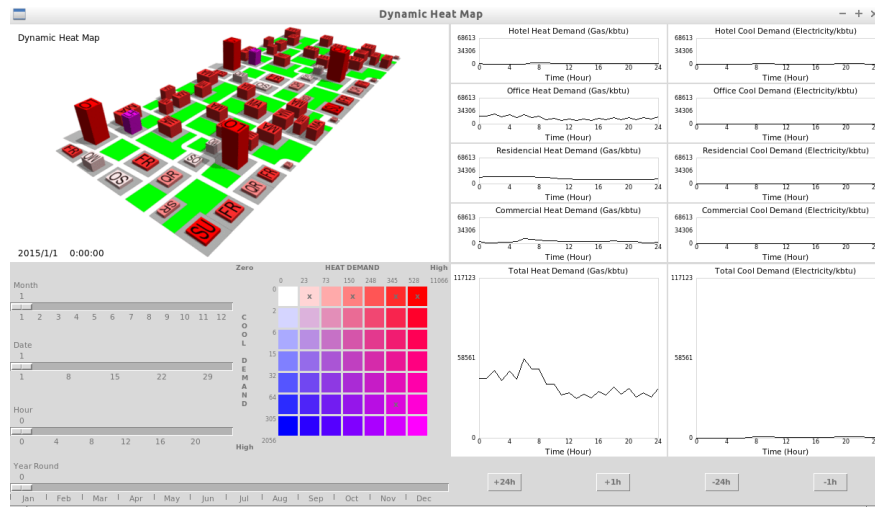 Dynamic Heat Map
Dynamic Heat Map
2015/1/1 0:00:00
Hotel Heat Demand (Gas/kbtu)
68613
34306
0
0 4 8 12 16 20 24
Time (Hour)
Hotel Cool Demand (Electricity/kbtu)
68613
34306
0
0 4 8 12 16 20
Time (Hour)
Office Heat Demand (Gas/kbtu)
68613
34306
0
0 4 8 12 16 20 24
Time (Hour)
Office Cool Demand (Electricity/kbtu)
68613
34306
0
0 4 8 12 16 20
Time (Hour)
Residencial Heat Demand (Gas/kbtu)
68613
34306
0
0 4 8 12 16 20 24
Time (Hour)
Residencial Cool Demand (Electricity/kbtu)
68613
34306
0
0 4 8 12 16 20
Time (Hour)
Commercial Heat Demand (Gas/kbtu)
68613
34306
0
0 4 8 12 16 20 24
Time (Hour)
Commercial Cool Demand (Electricity/kbtu)
68613
34306
0
0 4 8 12 16 20
Time (Hour)
Total Heat Demand (Gas/kbtu)
117123
58561
0
0 4 8 12 16 20 24
Time (Hour)
Total Cool Demand (Electricity/kbtu)
117123
58561
0
0 4 8 12 16 20
Time (Hour)
Month
1
1 2 3 4 5 6 7 8 9 10 11 12
Date
1
1 8 15 22 29
Hour
0
0 4 8 12 16 20
Year Round
0
Jan Feb Mar Apr May Jun Jul Aug Sep Oct Nov Dec
Zero HEAT DEMAND High
0 23 73 150 248 345 528 11066
COOL DEMAND
0
2
6
15
32
64
305
2056
High
x x x x
x
+24h +1h -24h -1h